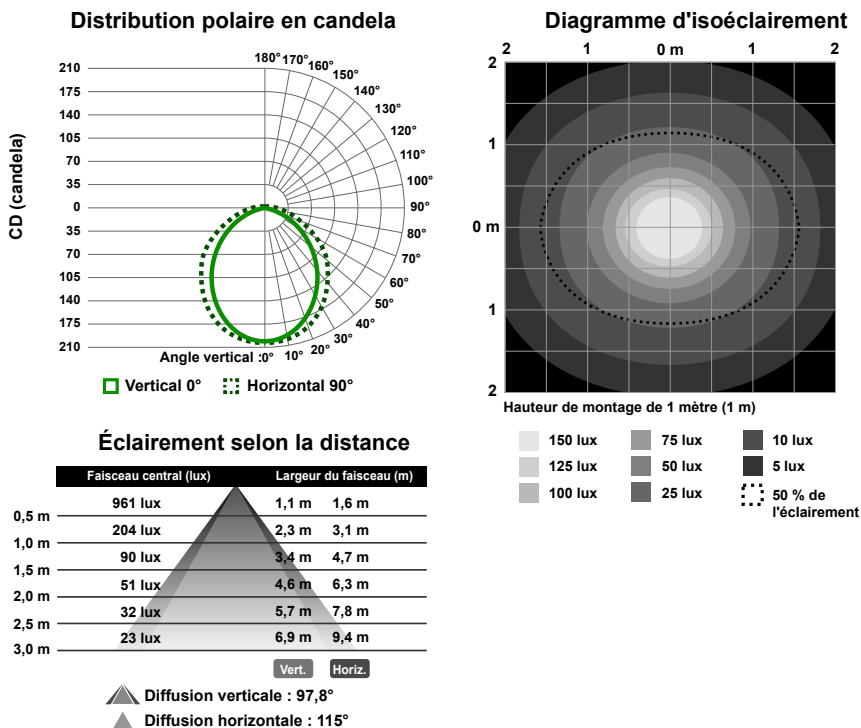 Distribution polaire en candela
180° 170° 160° 150° 140° 130° 120° 110° 100° 90° 80° 70° 60° 50° 40° 30° 20° 10° 0°
210
175
140
105
70
35
0
35
70
105
140
175
210
CD (candela)
Angle vertical :
Vertical 0° Horizontal 90°
Diagramme d'isoéclairement
2 1 0 m 1 2
2
1
0 m
1
2
Hauteur de montage de 1 mètre (1 m)
150 lux 75 lux 10 lux
125 lux 50 lux 5 lux
100 lux 25 lux 50 % de
l'éclairement
Éclairement selon la distance
Faisceau central (lux) Largeur du faisceau (m)
961 lux 1,1 m 1,6 m
0,5 m
204 lux 2,3 m 3,1 m
1,0 m
90 lux 3,4 m 4,7 m
1,5 m
51 lux 4,6 m 6,3 m
2,0 m
32 lux 5,7 m 7,8 m
2,5 m
23 lux 6,9 m 9,4 m
3,0 m
Vert. Horiz.
Diffusion verticale : 97,8°
Diffusion horizontale : 115°